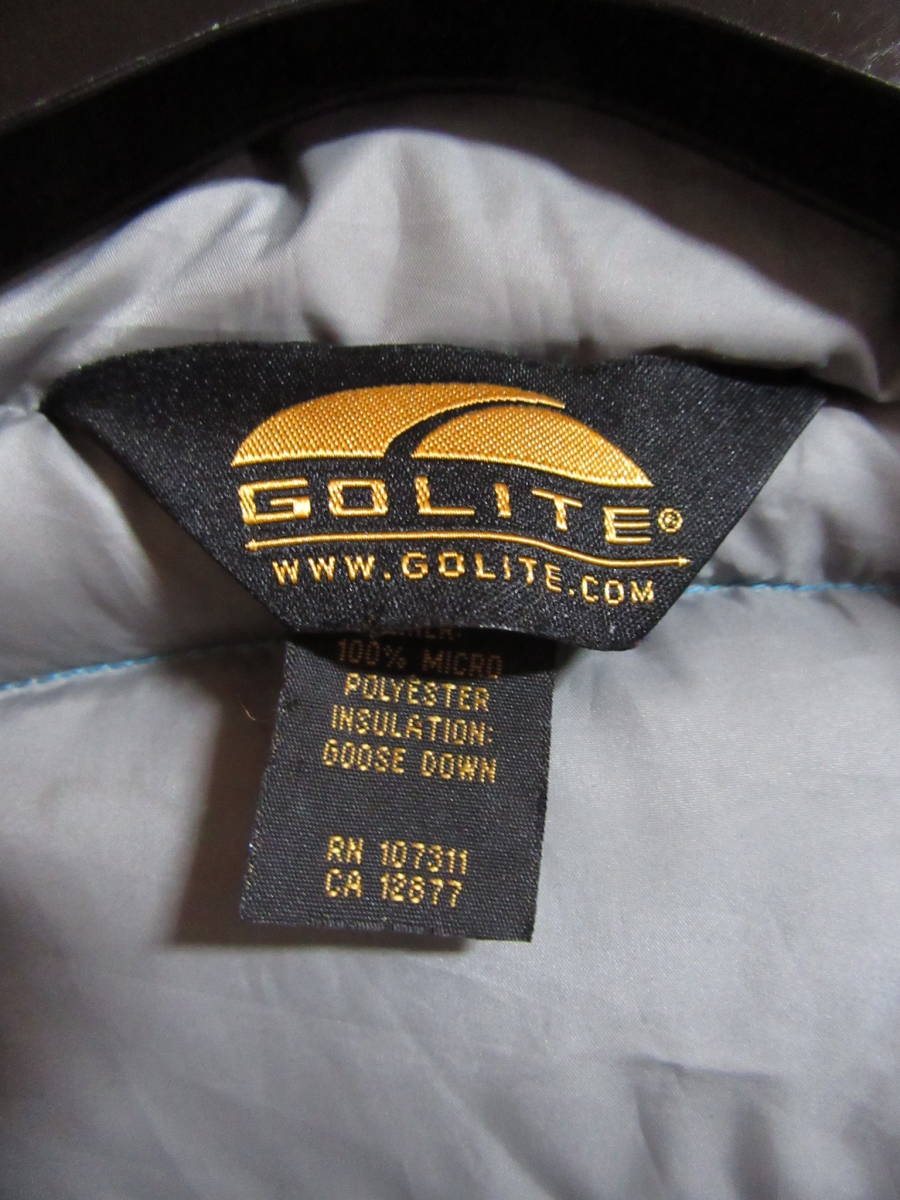 GOLITE®
WWW.GOLITE.COM
100% MICRO
POLYESTER
INSULATION:
GOOSE DOWN
RN 107311
CA 12877